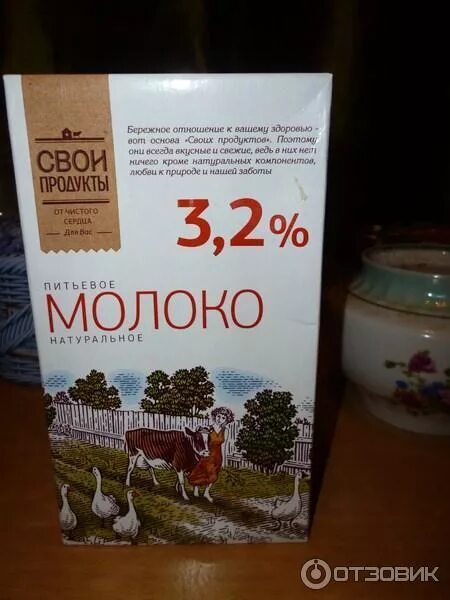 Бережное отношение к вашему здоровью -
вот основа «Своих продуктов». Поэтому
они всегда вкусные и свежие, ведь в них нет
ничего кроме натуральных компонентов,
любви к природе и нашей заботы
СВОИ
ПРОДУКТЫ
ОТ ЧИСТОГО
СЕРДЦА
Для Вас
3,2%
ПИТЬЕВОЕ
МОЛОКО
НАТУРАЛЬНОЕ
ОТЗОВИК